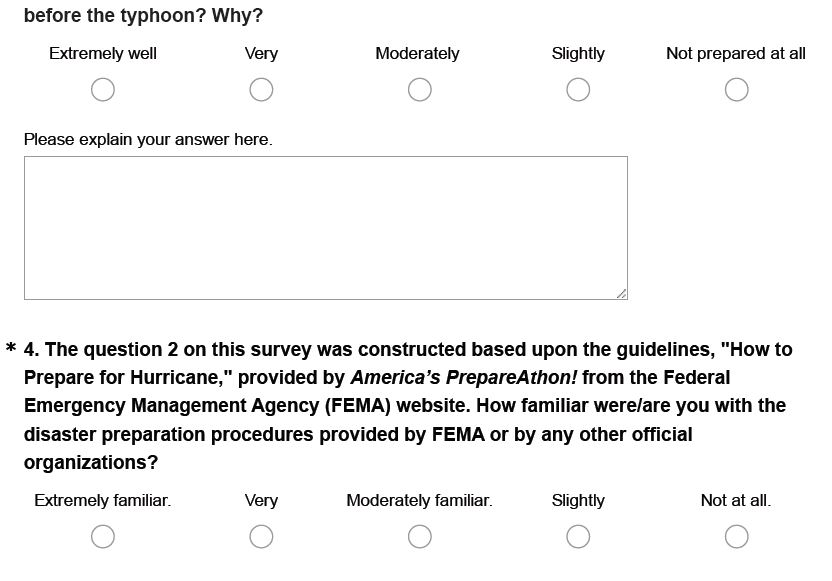 before the typhoon? Why?
Extremely well Very Moderately Slightly Not prepared at all
Please explain your answer here.
* 4. The question 2 on this survey was constructed based upon the guidelines, "How to
Prepare for Hurricane," provided by America’s PrepareAthon! from the Federal
Emergency Management Agency (FEMA) website. How familiar were/are you with the
disaster preparation procedures provided by FEMA or by any other official
organizations?
Extremely familiar. Very Moderately familiar. Slightly Not at all.